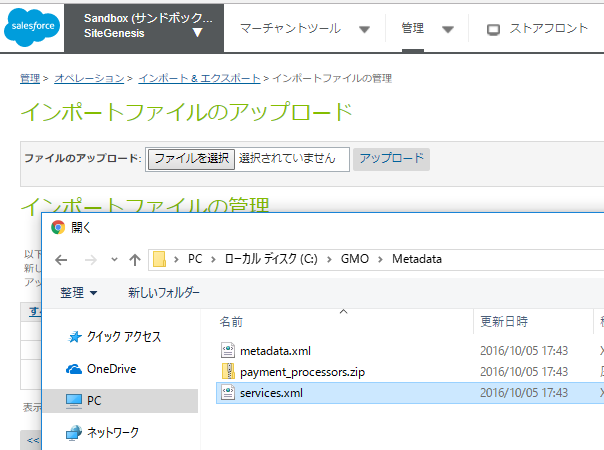 salesforce
Sandbox (サンドボック...
SiteGenesis
マーチャントツール
管理
ストアフロント
管理 > オペレーション > インポート & エクスポート > インポートファイルの管理
インポートファイルのアップロード
ファイルのアップロード: ファイルを選択 選択されていません アップロード
インポートファイルの管理
開く
PC > ローカル ディスク (C:) > GMO > Metadata
以下
新し
アッ
整理 新しいフォルダー
す
名前 更新日時
クイック アクセス
metadata.xml 2016/10/05 17:43
OneDrive
payment_processors.zip 2016/10/05 17:43
PC
services.xml 2016/10/05 17:43
ネットワーク
表示
<<